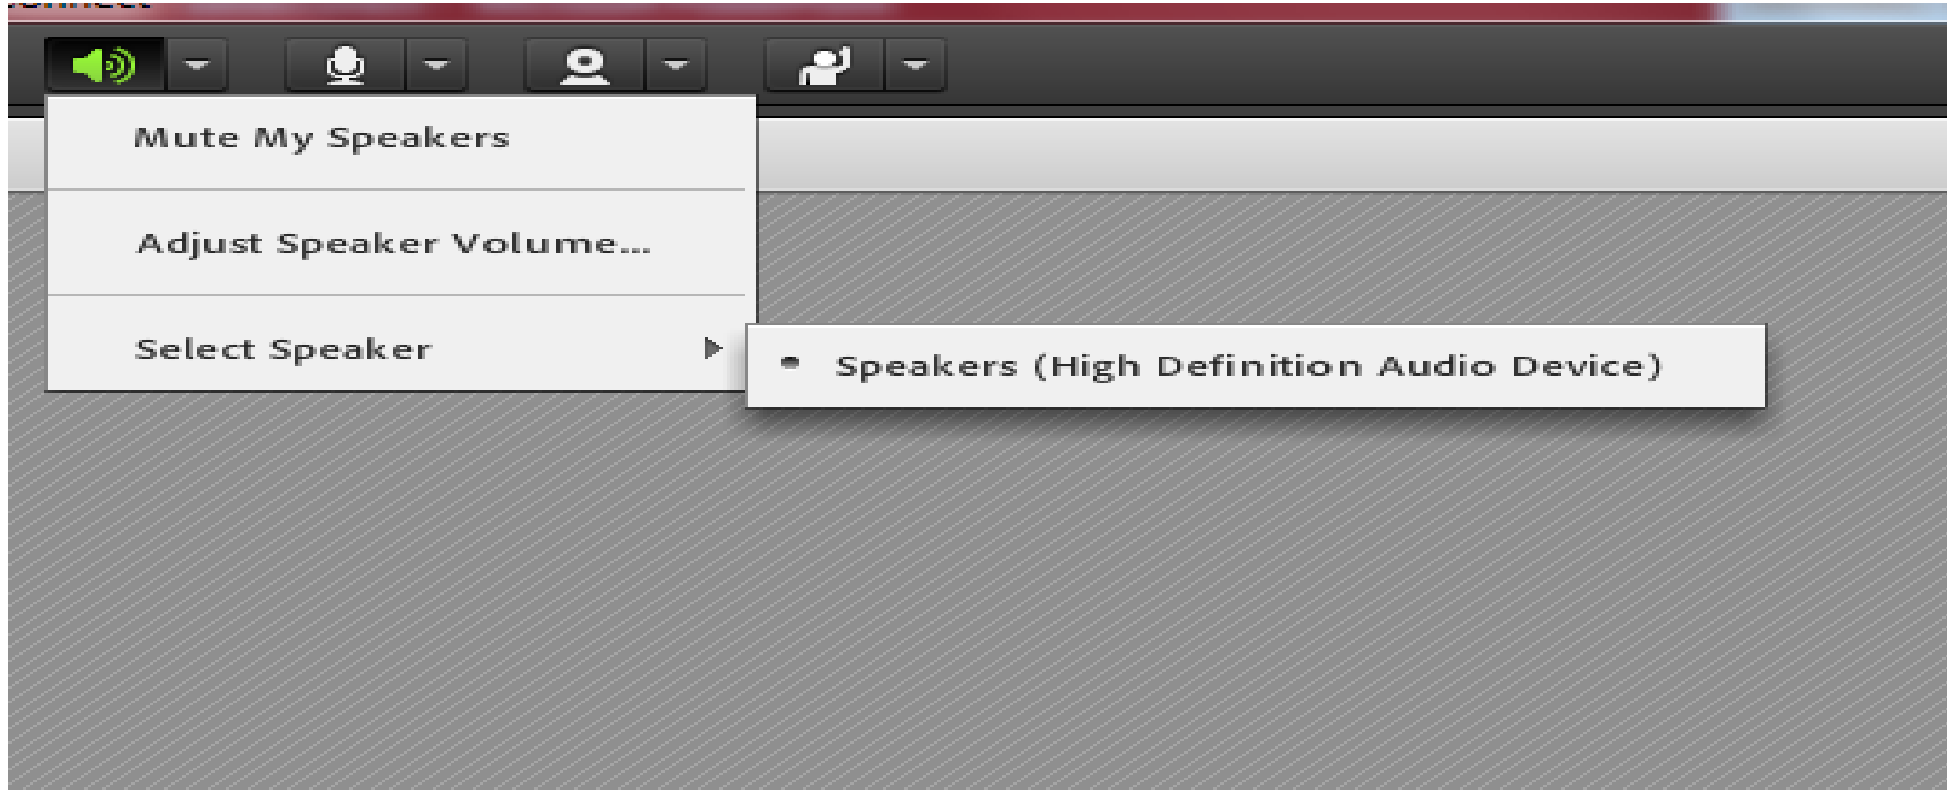 Mute My Speakers
Adjust Speaker Volume...
Select Speaker
Speakers (High Definition Audio Device)